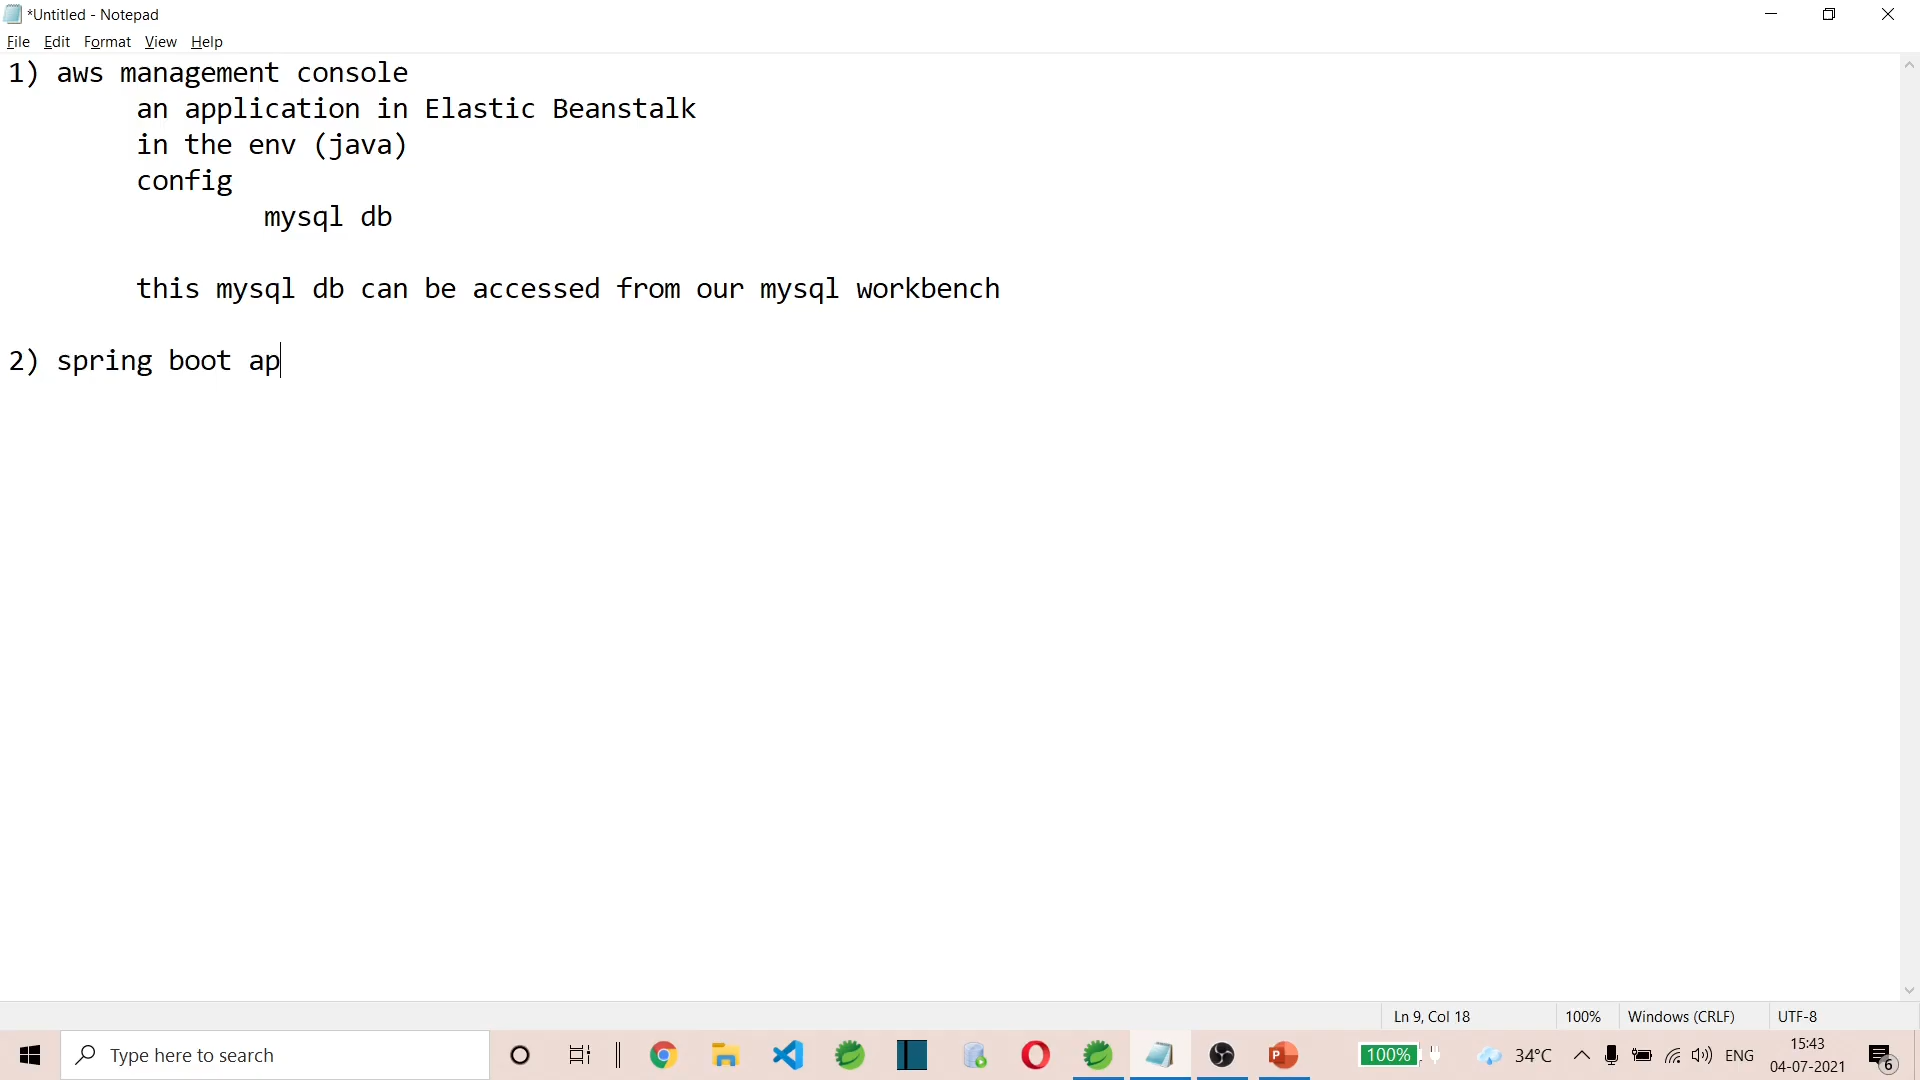 *Untitled - Notepad
File Edit Format View Help
1) aws management console
an application in Elastic Beanstalk
in the env (java)
config
mysql db
this mysql db can be accessed from our mysql workbench
2) spring boot ap
Ln 9, Col 18 100% Windows (CRLF) UTF-8
Type here to search 100% 34°C ENG 15:43
04-07-2021 6